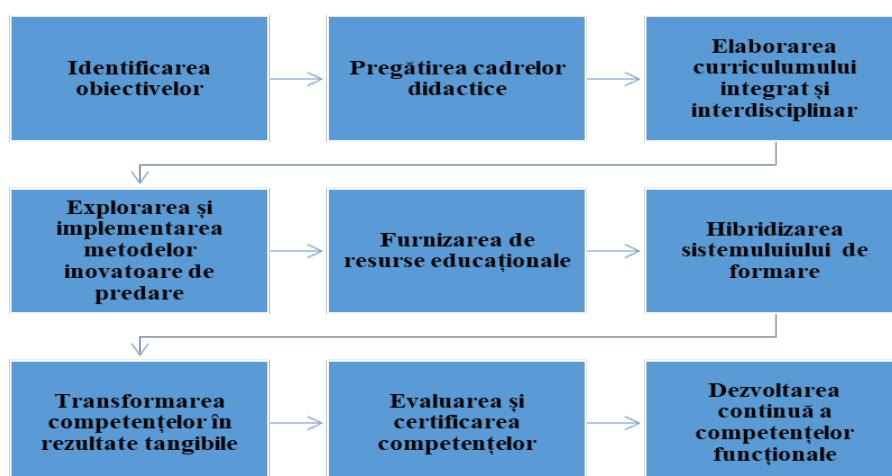 Identificarea
obiectivelor
Pregătirea cadrelor
didactice
Elaborarea
curriculumului
integrat și
interdisciplinar
Explorarea și
implementarea
metodelor
inovatoare de
predare
Furnizarea de
resurse educaționale
Hibridizarea
sistemuluiului de
formare
Transformarea
competențelor în
rezultate tangibile
Evaluarea și
certificarea
competențelor
Dezvoltarea
continuă a
competențelor
funcționale